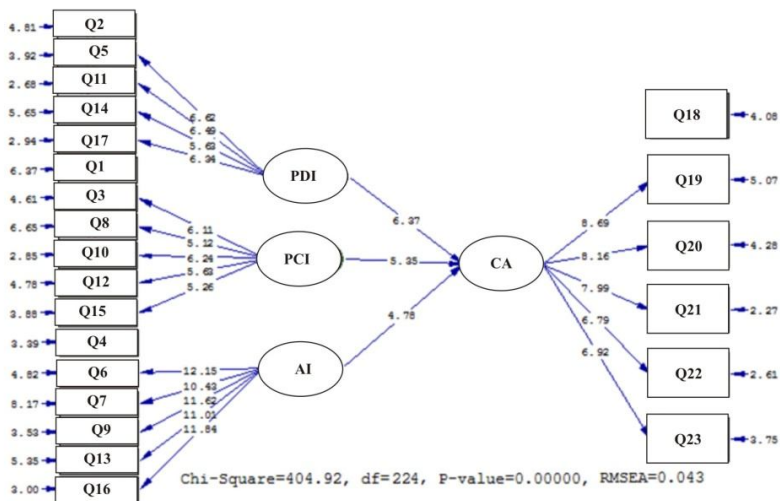 4.81 Q2
3.92 Q5
2.68 Q11
5.65 Q14
2.94 Q17
6.37 Q1
4.61 Q3
6.65 Q8
2.85 Q10
4.78 Q12
3.88 Q15
3.39 Q4
4.82 Q6
8.17 Q7
3.53 Q9
5.35 Q13
3.00 Q16
6.62
6.49
5.63
6.34
6.11
5.12
6.24
5.63
5.26
12.15
10.43
11.62
11.01
11.84
PDI
PCI
AI
6.37
5.35
4.78
CA
8.69
8.16
7.99
6.79
6.92
Q18 4.08
Q19 5.07
Q20 4.28
Q21 2.27
Q22 2.61
Q23 3.75
Chi-Square=404.92, df=224, P-value=0.00000, RMSEA=0.043